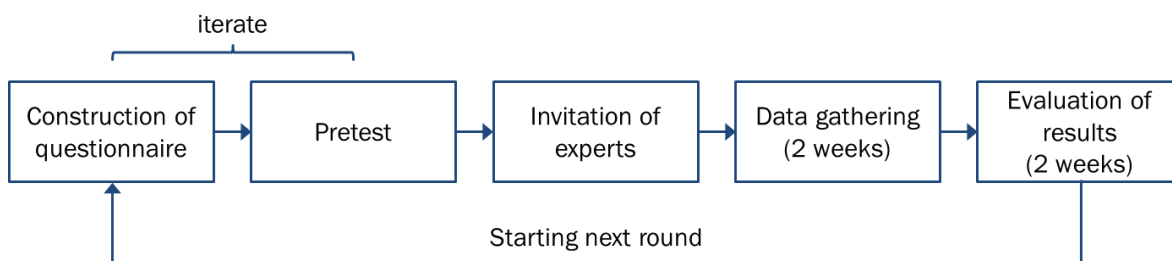 iterate
Construction of
questionnaire
Pretest
Invitation of
experts
Data gathering
(2 weeks)
Evaluation of
results
(2 weeks)
Starting next round